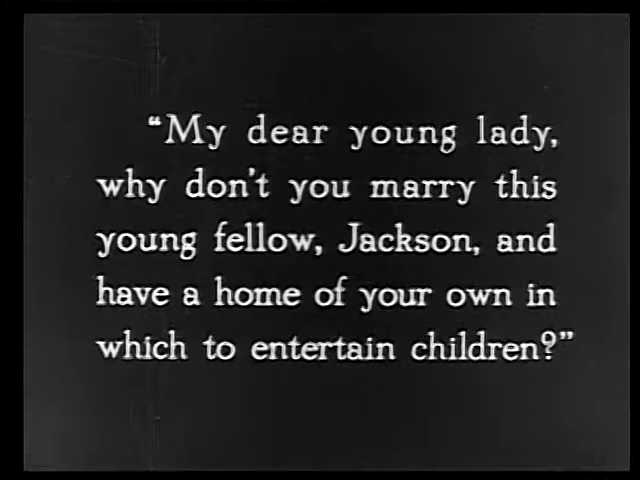 “My dear young lady,
why don't you marry this
young fellow, Jackson, and
have a home of your own in
which to entertain children?”